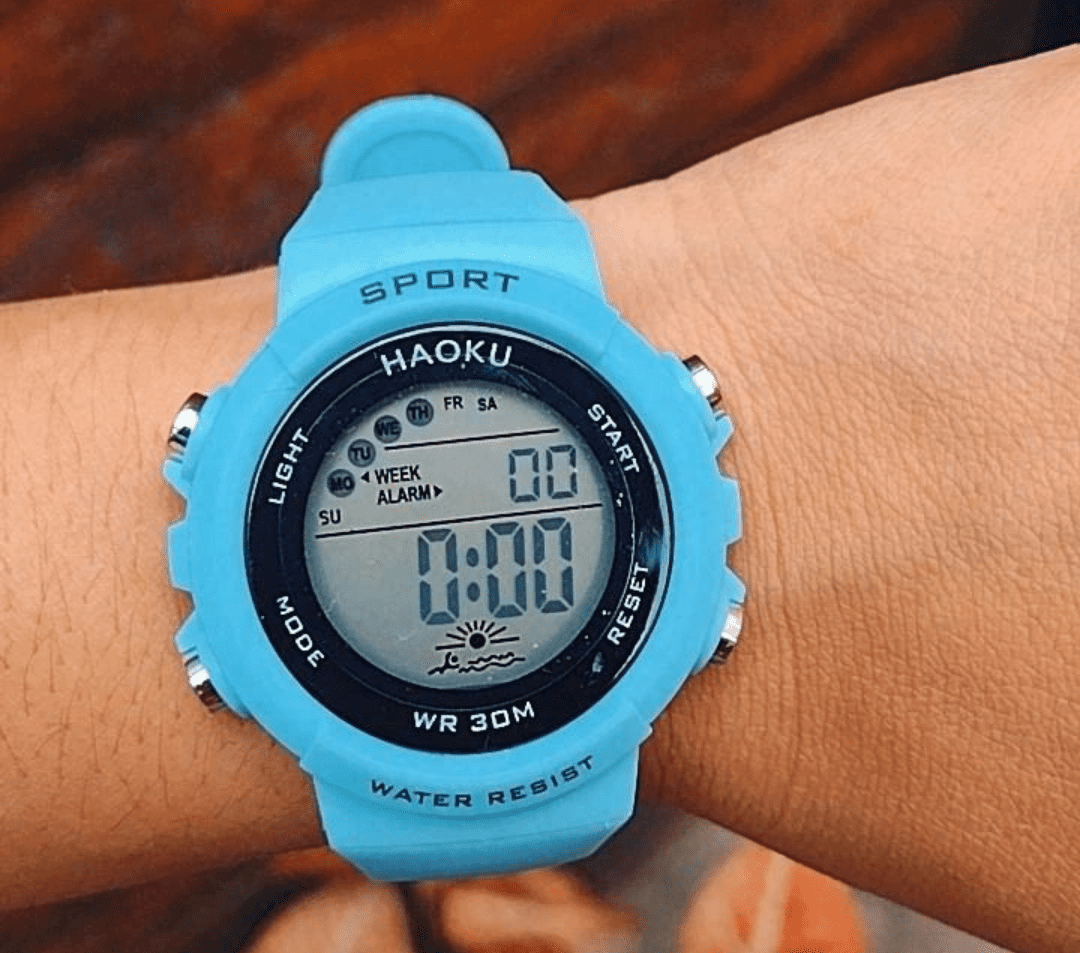 SPORT
HAOKU
LIGHT
START
MO TU WE TH FR SA
WEEK
ALARM
00
SU
0:00
MODE
RESET
WR 30M
WATER RESIST